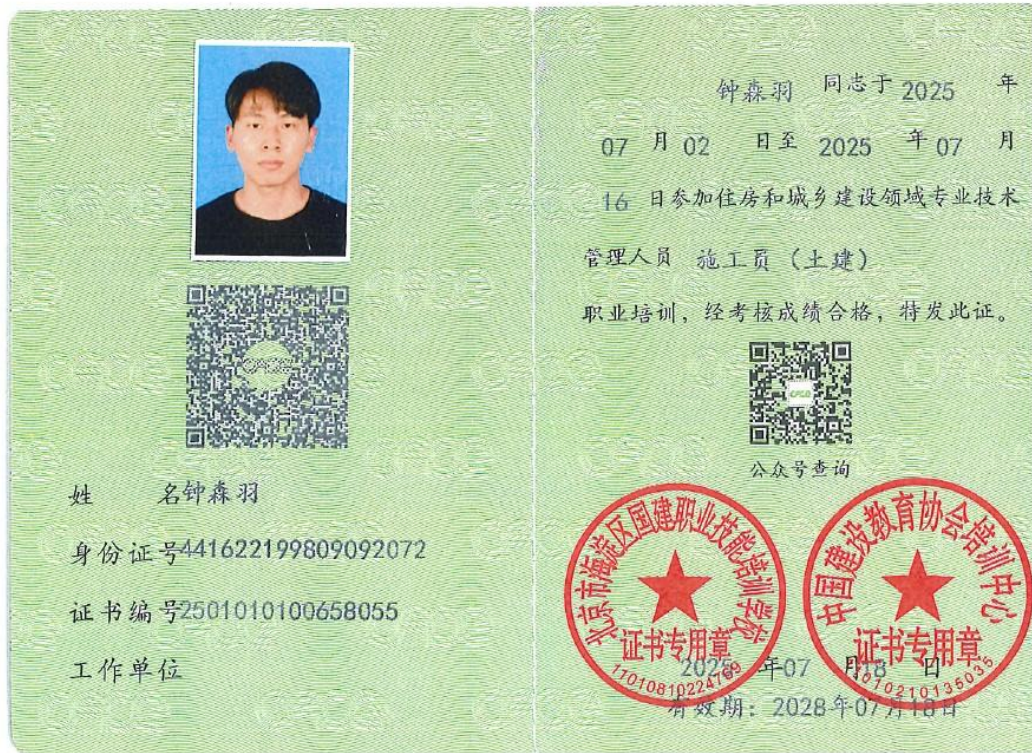 姓 名钟森羽
身份证号441622199809092072
证书编号2501010100658055
工作单位
钟森羽 同志于 2025 年
07 月 02 日至 2025 年 07 月
16 日参加住房和城乡建设领域专业技术
管理人员 施工员（土建）
职业培训，经考核成绩合格，特发此证。
公众号查询
北京市海淀区国建职业技能培训学校
证书专用章
11010810224769
中国建设教育协会培训中心
证书专用章
2025 年07 月18 日
有效期：2028年07月18日